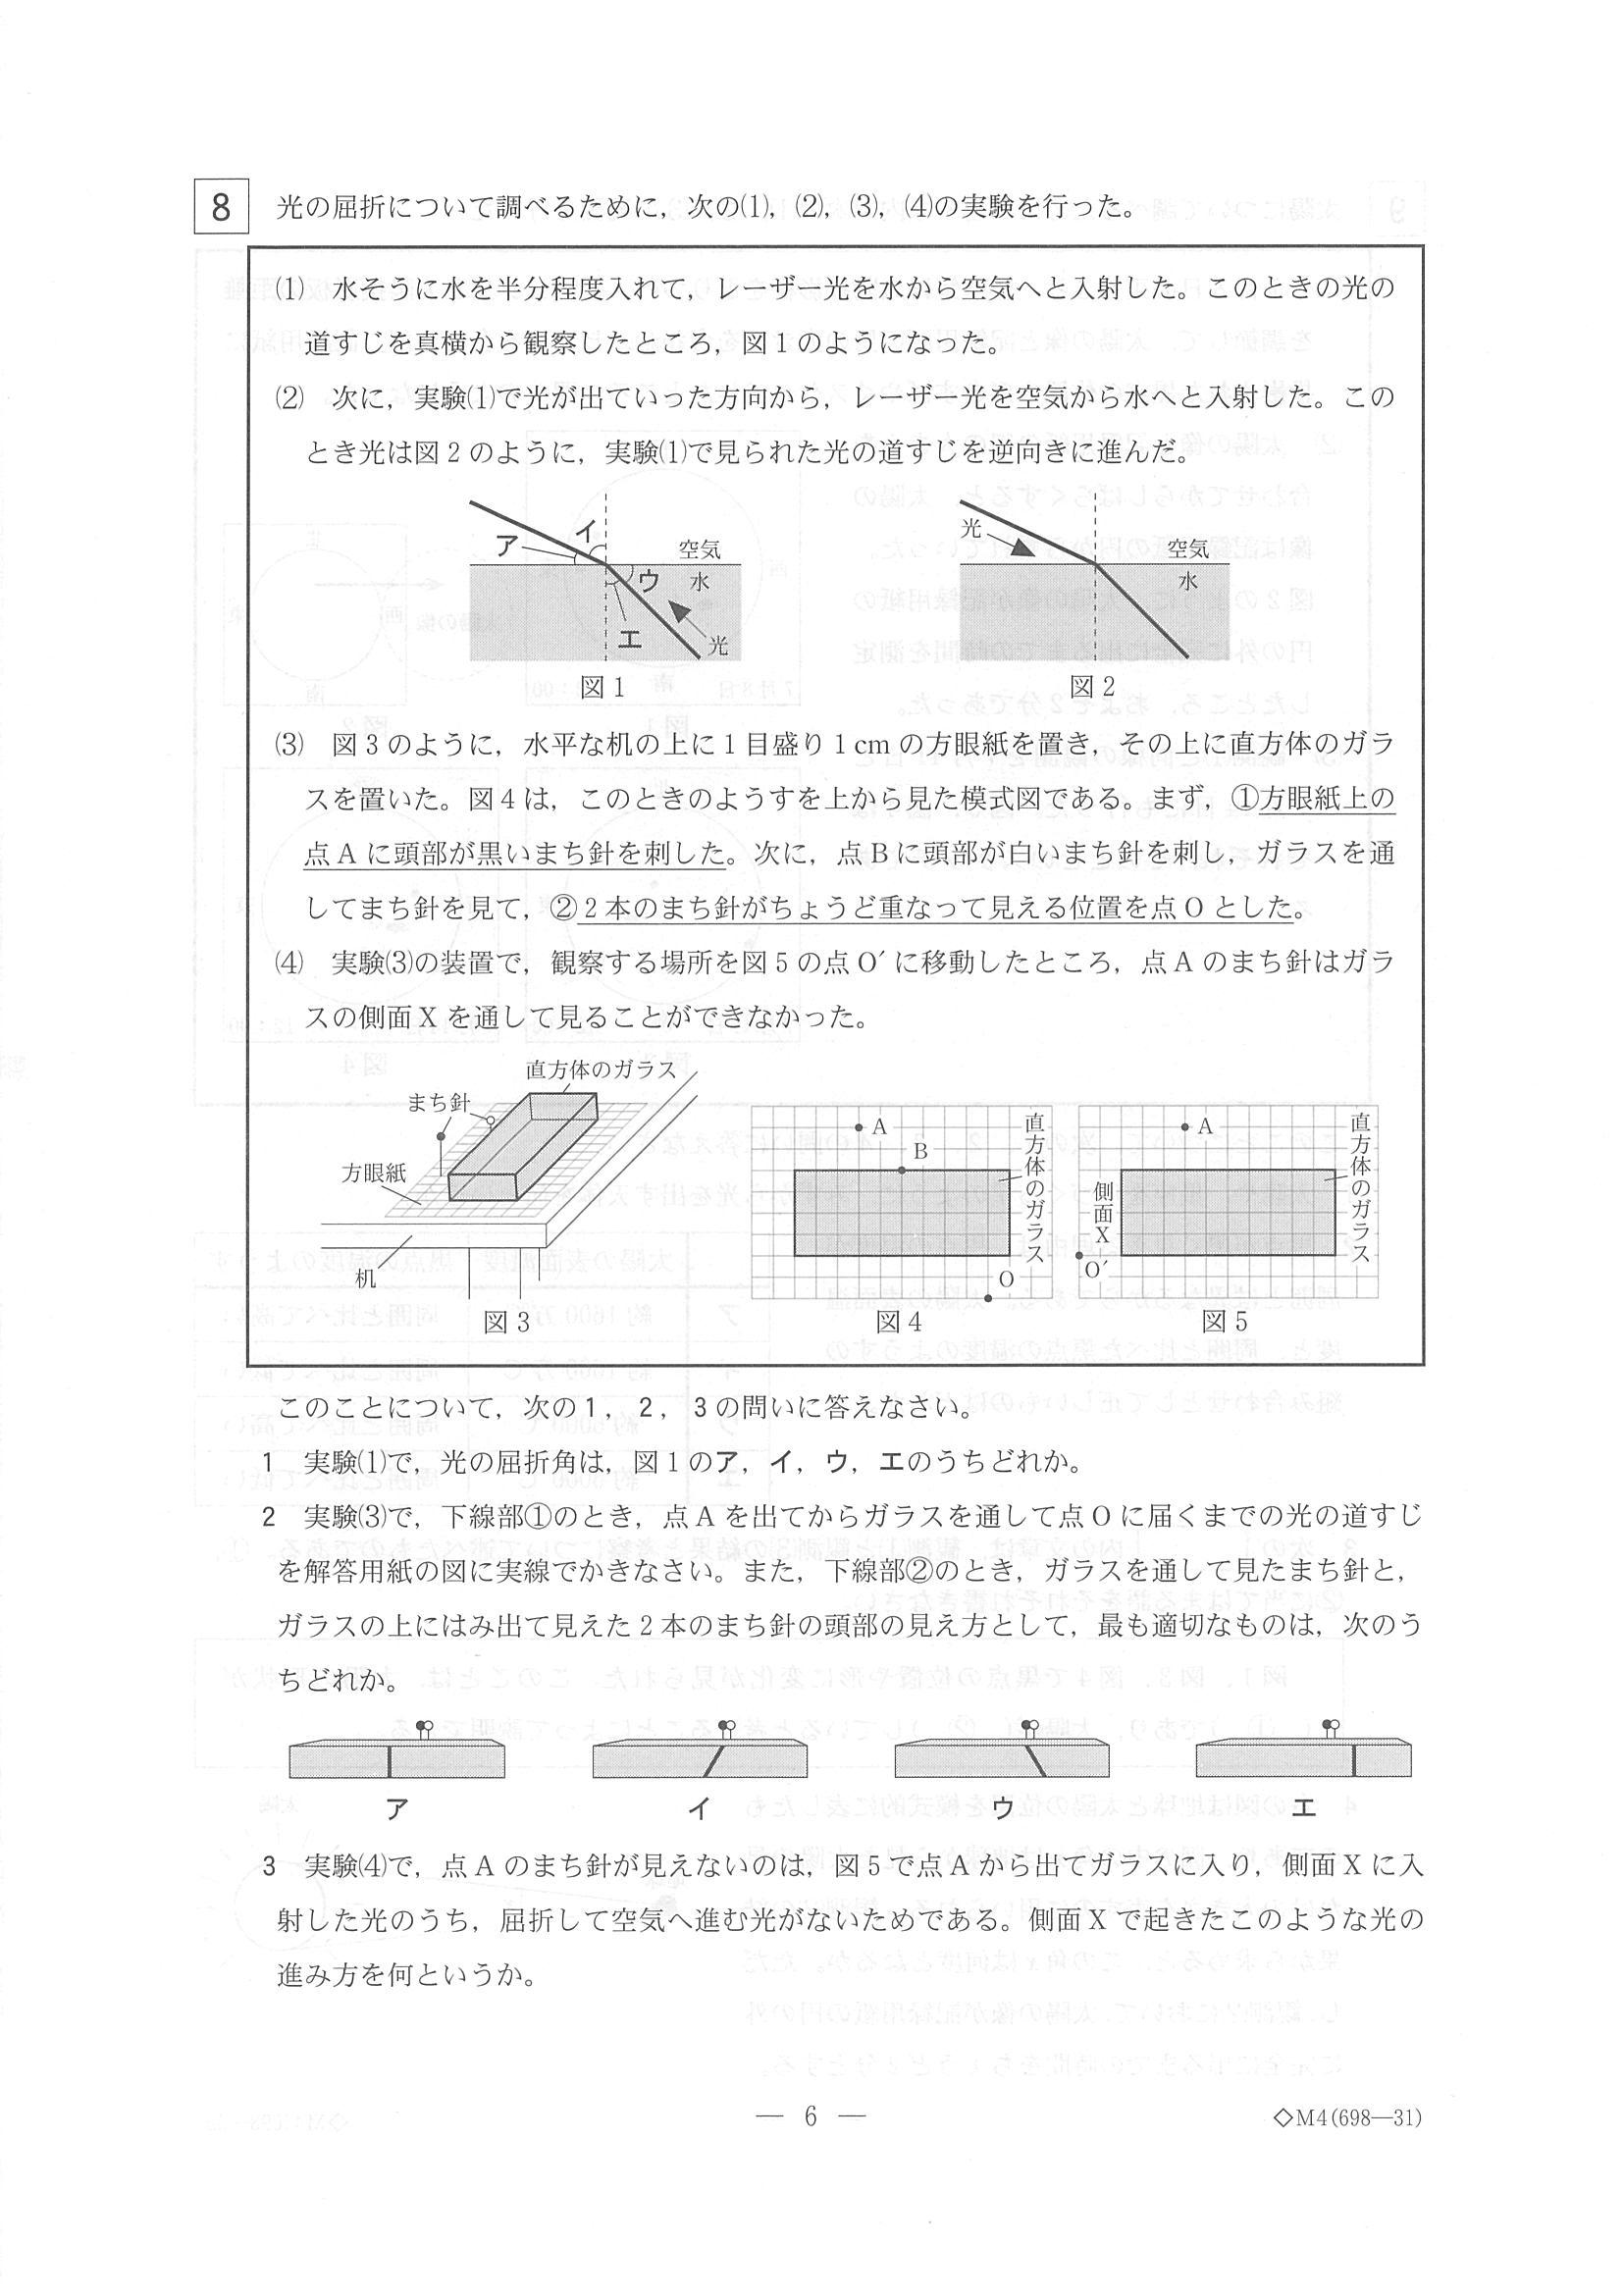 8 光の屈折について調べるために，次の⑴，⑵，⑶，⑷の実験を行った。
⑴ 水そうに水を半分程度入れて，レーザー光を水から空気へと入射した。このときの光の
道すじを真横から観察したところ，図1のようになった。
⑵ 次に，実験⑴で光が出ていった方向から，レーザー光を空気から水へと入射した。この
とき光は図2のように，実験⑴で見られた光の道すじを逆向きに進んだ。
ア
イ
ウ
エ
空気
水
光
図1
光
空気
水
図2
⑶ 図3のように，水平な机の上に1目盛り1cmの方眼紙を置き，その上に直方体のガラ
スを置いた。図4は，このときのようすを上から見た模式図である。まず，①方眼紙上の
点Aに頭部が黒いまち針を刺した。次に，点Bに頭部が白いまち針を刺し，ガラスを通
してまち針を見て，②2本のまち針がちょうど重なって見える位置を点Oとした。
⑷ 実験⑶の装置で，観察する場所を図5の点O′に移動したところ，点Aのまち針はガラ
スの側面Xを通して見ることができなかった。
直方体のガラス
まち針
方眼紙
机
図3
A
B
直方体のガラス
O
図4
A
側面X
直方体のガラス
O′
図5
このことについて，次の1，2，3の問いに答えなさい。
1 実験⑴で，光の屈折角は，図1のア，イ，ウ，エのうちどれか。
2 実験⑶で，下線部①のとき，点Aを出てからガラスを通して点Oに届くまでの光の道すじ
を解答用紙の図に実線でかきなさい。また，下線部②のとき，ガラスを通して見たまち針と，
ガラスの上にはみ出て見えた2本のまち針の頭部の見え方として，最も適切なものは，次のう
ちどれか。
ア イ ウ エ
3 実験⑷で，点Aのまち針が見えないのは，図5で点Aから出てガラスに入り，側面Xに入
射した光のうち，屈折して空気へ進む光がないためである。側面Xで起きたこのような光の
進み方を何というか。
— 6 —
◇M4(698—31)